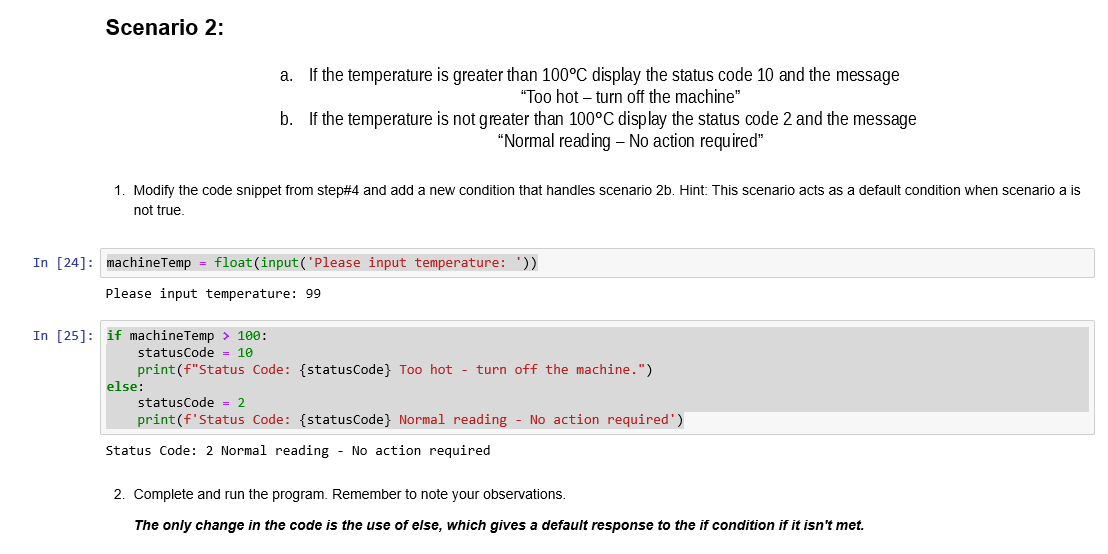 Scenario 2:
a. If the temperature is greater than 100°C display the status code 10 and the message
“Too hot – turn off the machine”
b. If the temperature is not greater than 100°C display the status code 2 and the message
“Normal reading – No action required”
1. Modify the code snippet from step#4 and add a new condition that handles scenario 2b. Hint: This scenario acts as a default condition when scenario a is
not true.
In [24]: machineTemp = float(input('Please input temperature: '))
Please input temperature: 99
In [25]: if machineTemp > 100:
    statusCode = 10
    print(f"Status Code: {statusCode} Too hot - turn off the machine.")
else:
    statusCode = 2
    print(f'Status Code: {statusCode} Normal reading - No action required')
Status Code: 2 Normal reading - No action required
2. Complete and run the program. Remember to note your observations.
The only change in the code is the use of else, which gives a default response to the if condition if it isn't met.